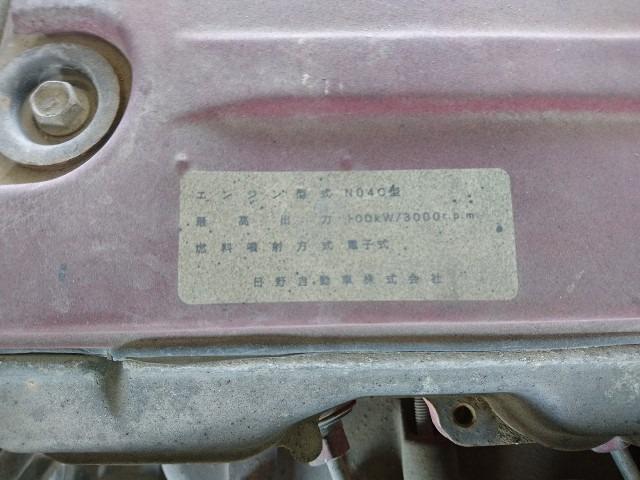 エンジン型式 N04C型
最高出力 100kW/3000r.p.m
燃料噴射方式 電子式
日野自動車株式会社